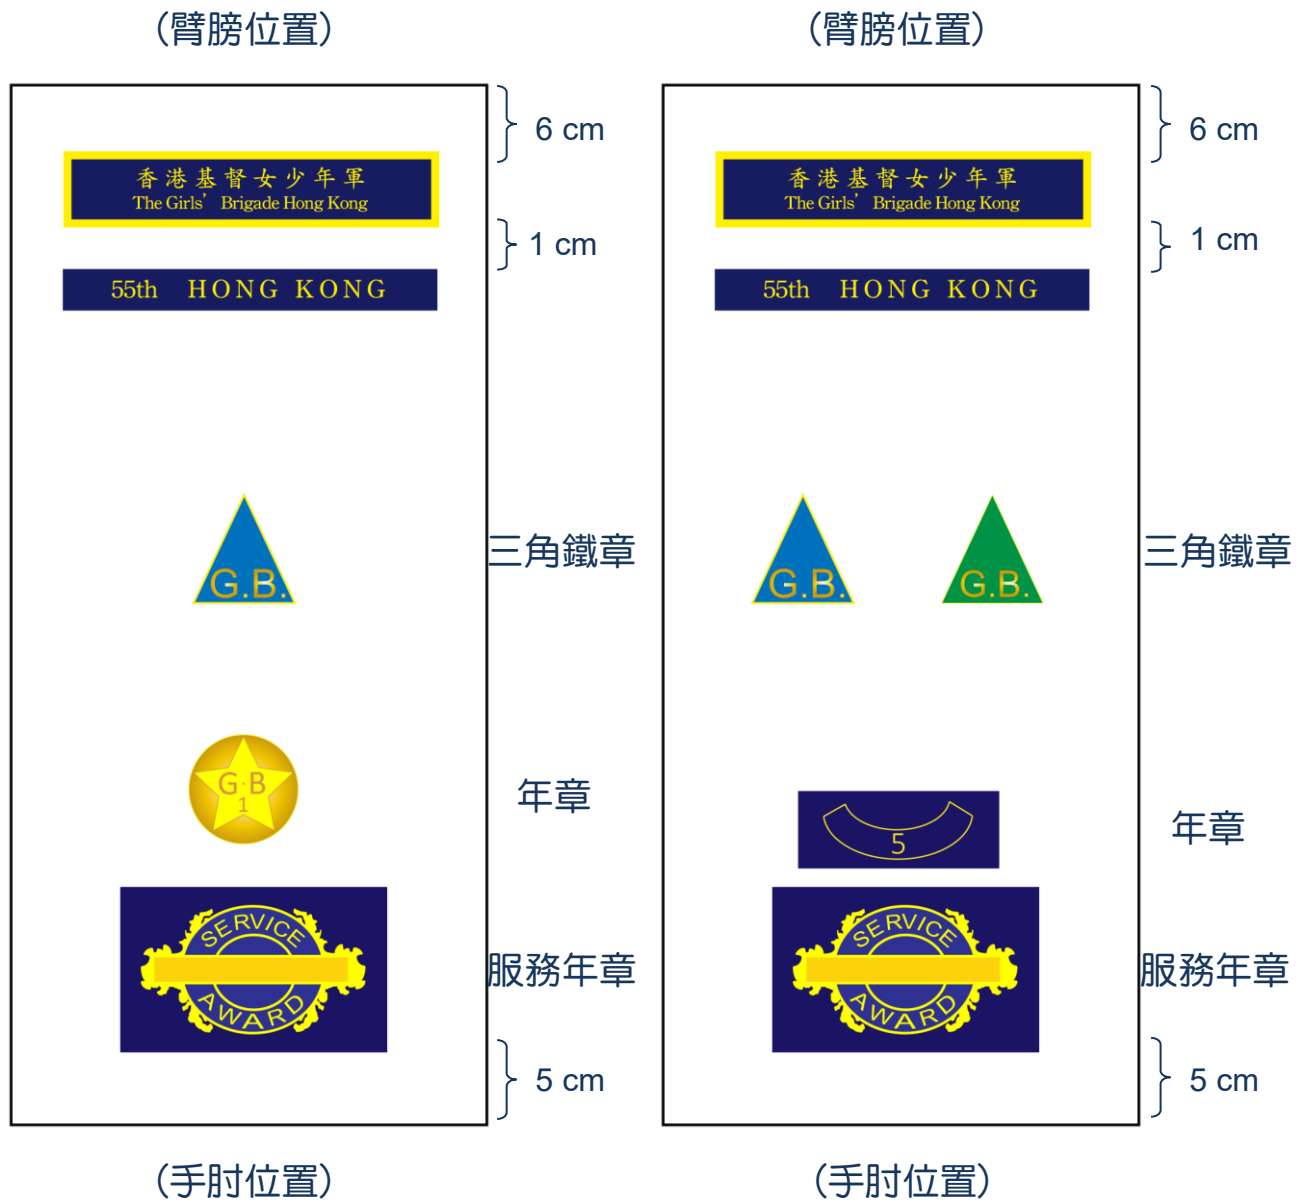 (臂膀位置)
6 cm
香港基督女少年軍
The Girls' Brigade Hong Kong
1 cm
55th HONG KONG
G.B.
三角鐵章
G·B
1
年章
SERVICE
AWARD
服務年章
5 cm
(手肘位置)
(臂膀位置)
6 cm
香港基督女少年軍
The Girls' Brigade Hong Kong
1 cm
55th HONG KONG
G.B.
G.B.
三角鐵章
5
年章
SERVICE
AWARD
服務年章
5 cm
(手肘位置)